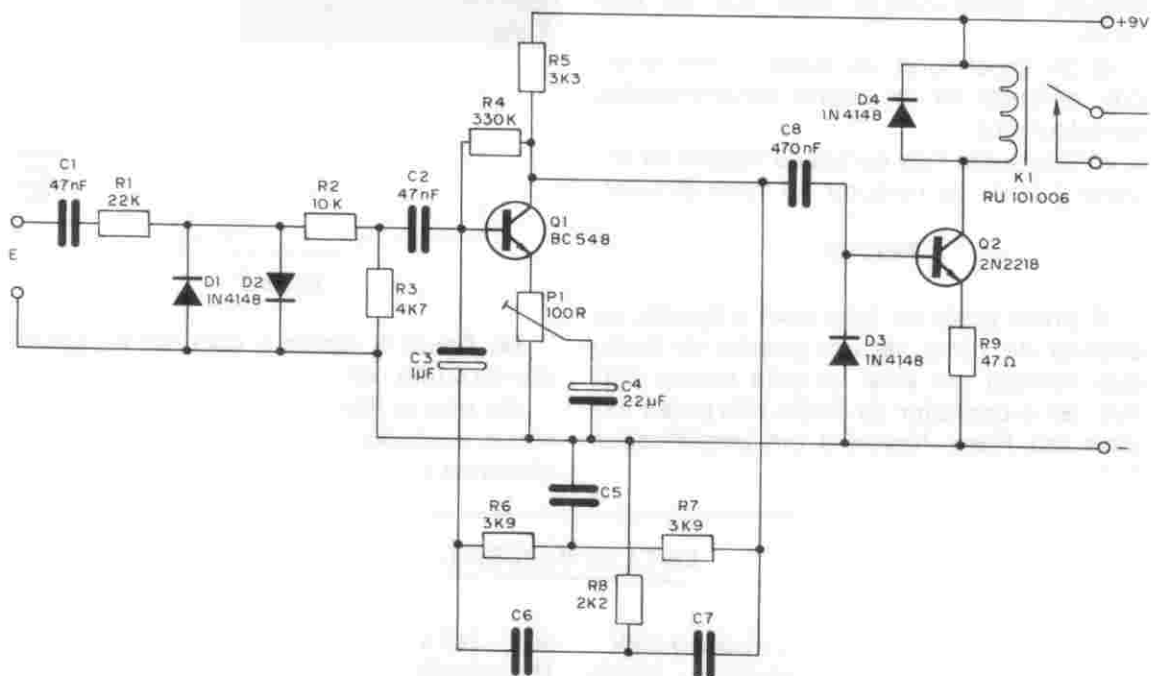 +9V
R5
3K3
R4
330K
D4
1N4148
C8
470nF
C1
47nF
R1
22K
R2
10K
C2
47nF
K1
RU 101006
Q1
BC548
Q2
2N2218
E
D1
1N4148
D2
R3
4K7
P1
100R
C3
1µF
D3
1N4148
R9
47Ω
C4
22µF
-
C5
R6
3K9
R7
3K9
R8
2K2
C6
C7